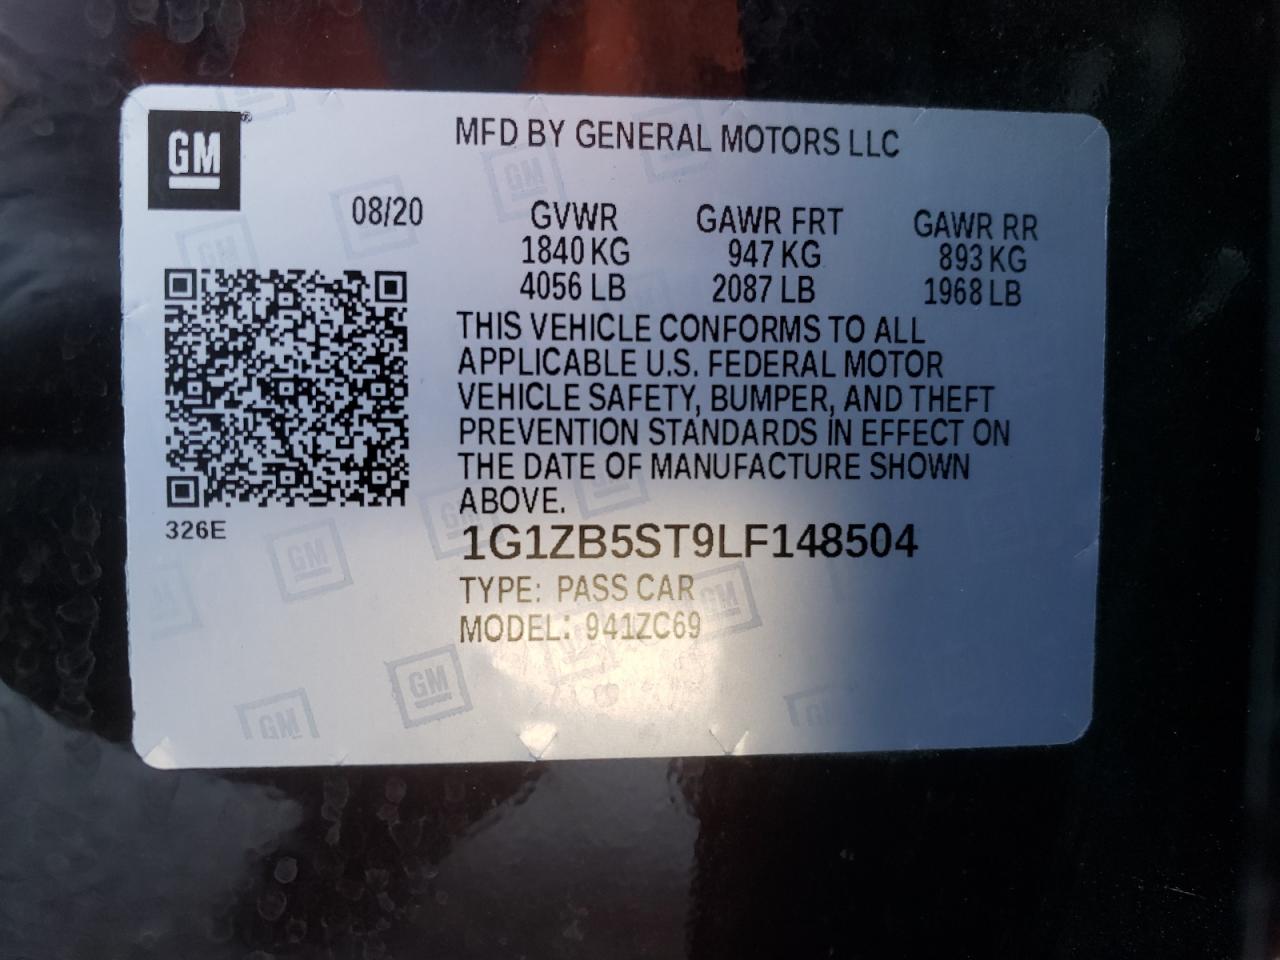 GM
MFD BY GENERAL MOTORS LLC
08/20 GVWR GAWR FRT GAWR RR
1840 KG 947 KG 893 KG
4056 LB 2087 LB 1968 LB
THIS VEHICLE CONFORMS TO ALL
APPLICABLE U.S. FEDERAL MOTOR
VEHICLE SAFETY, BUMPER, AND THEFT
PREVENTION STANDARDS IN EFFECT ON
THE DATE OF MANUFACTURE SHOWN
ABOVE.
326E
1G1ZB5ST9LF148504
TYPE: PASS CAR
MODEL: 941ZC69